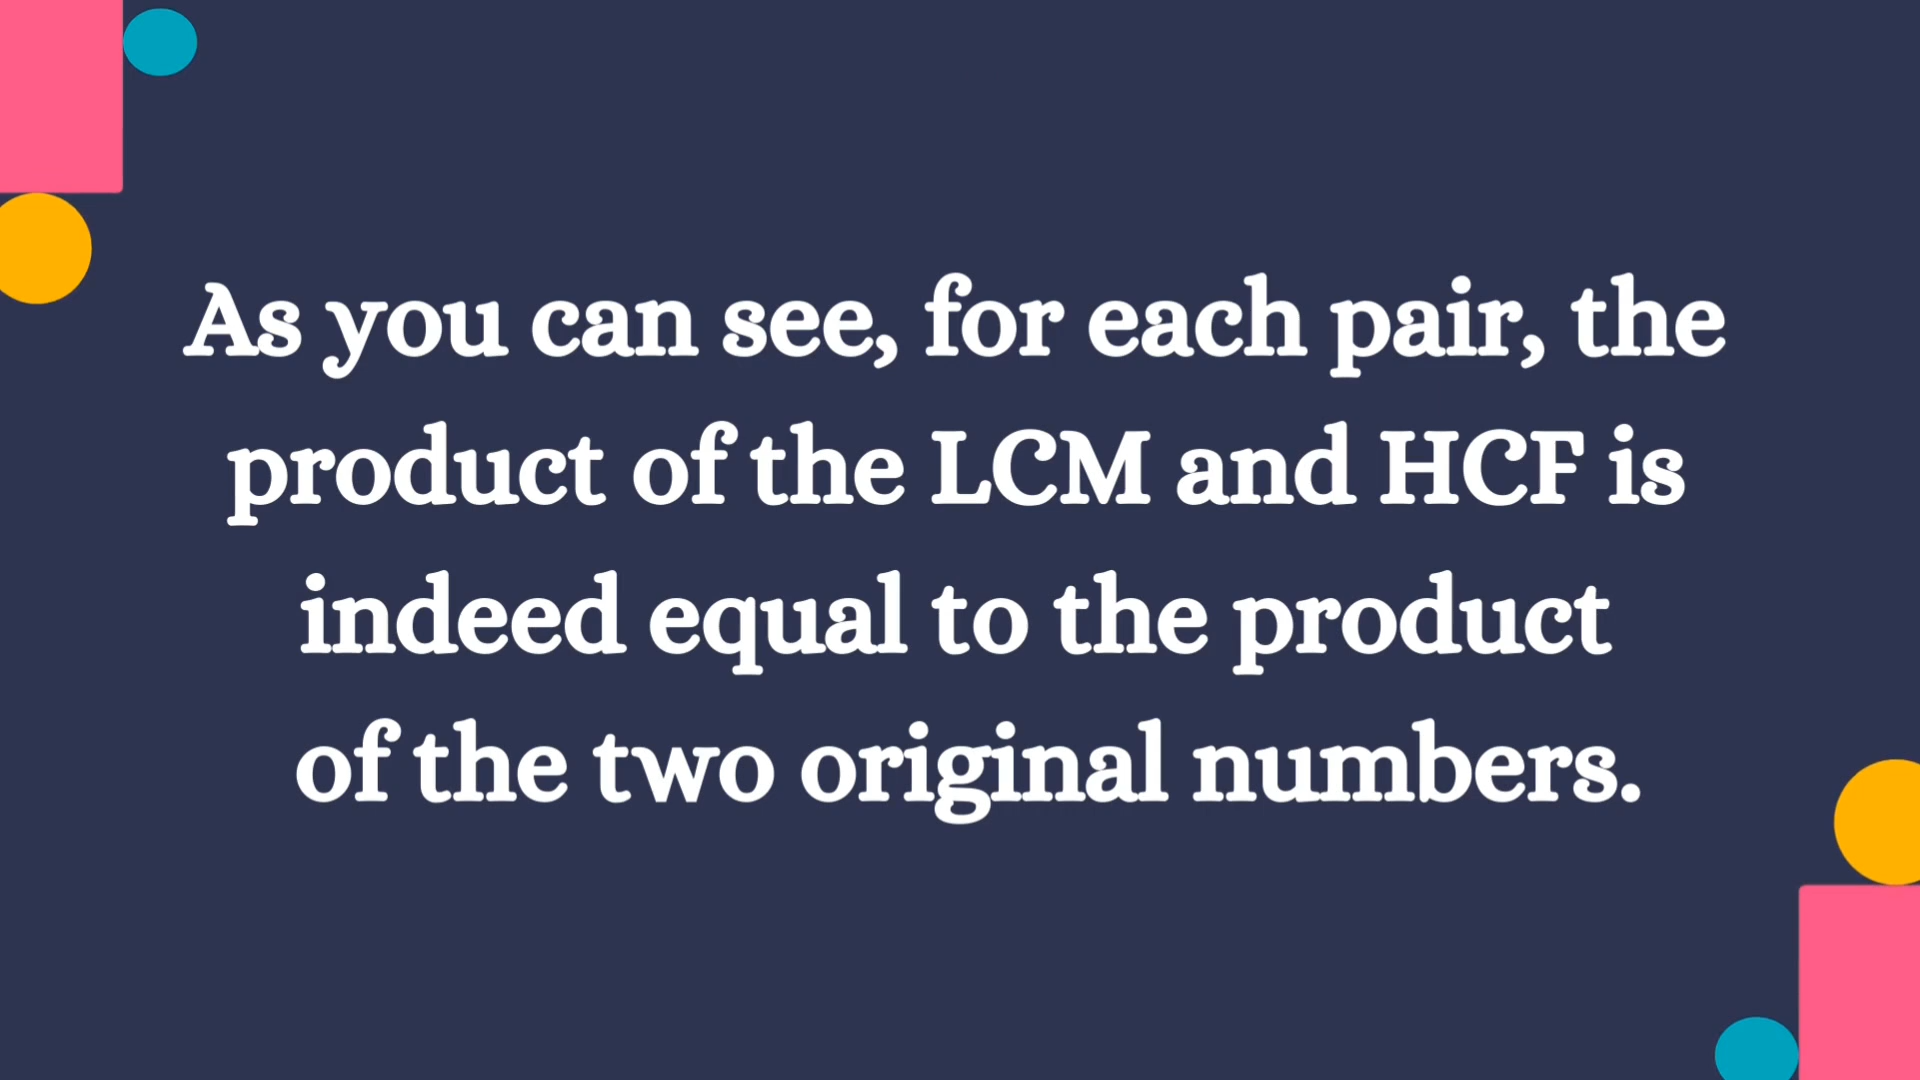 As you can see, for each pair, the
product of the LCM and HCF is
indeed equal to the product
of the two original numbers.